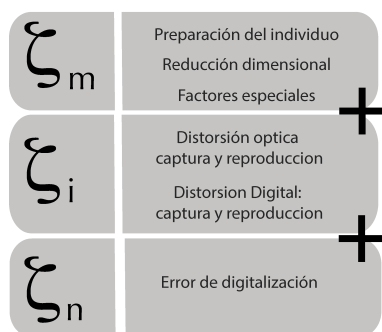 ζm
Preparación del individuo
Reducción dimensional
Factores especiales
+
ζi
Distorsión optica
captura y reproduccion
Distorsion Digital:
captura y reproduccion
+
ζn
Error de digitalización